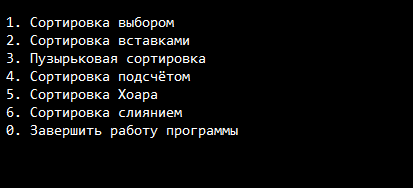 1. Сортировка выбором
2. Сортировка вставками
3. Пузырьковая сортировка
4. Сортировка подсчётом
5. Сортировка Хоара
6. Сортировка слиянием
0. Завершить работу программы